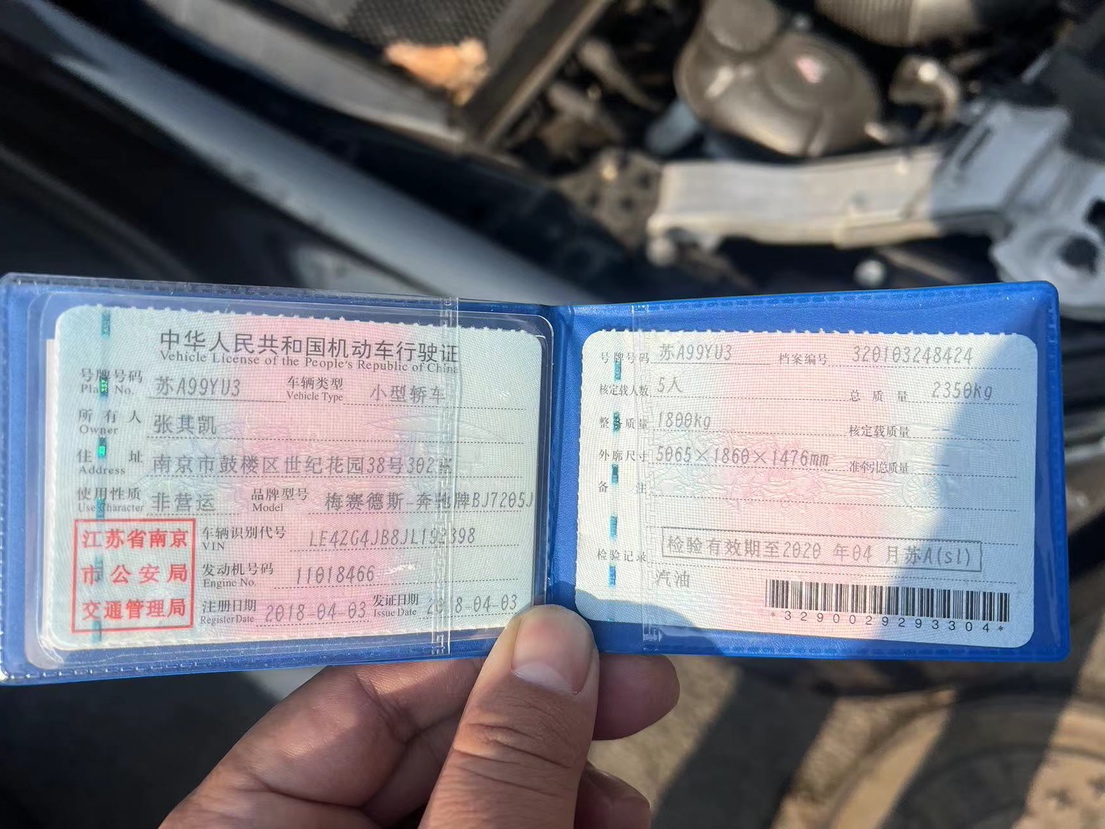 中华人民共和国机动车行驶证
Vehicle License of the People's Republic of China
号牌号码 苏A99YU3 车辆类型 小型轿车
Plate No. Vehicle Type
所有人 张其凯
Owner
住址 南京市鼓楼区世纪花园38号302室
Address
使用性质 非营运 品牌型号 梅赛德斯-奔驰牌BJ7205J
Use Character Model
江苏省南京
市公安局
交通管理局
车辆识别代号 LE42G4JB8JL192398
VIN
发动机号码 11018466
Engine No.
注册日期 2018-04-03 发证日期 2018-04-03
Register Date Issue Date
号牌号码 苏A99YU3 档案编号 320103248424
核定载人数 5人 总质量 2350kg
整备质量 1800kg 核定载质量
外廓尺寸 5065×1860×1476mm 准牵引总质量 —
备注
检验记录 检验有效期至2020 年04 月苏A(sl)
汽油
*3290029293304*